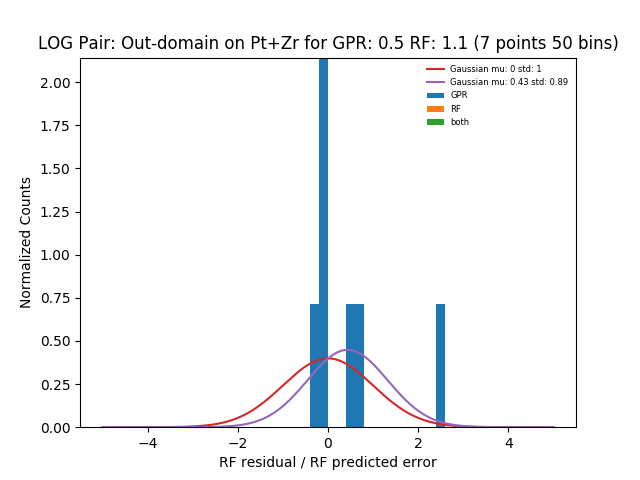 LOG Pair: Out-domain on Pt+Zr for GPR: 0.5 RF: 1.1 (7 points 50 bins)
Gaussian mu: 0 std: 1
Gaussian mu: 0.43 std: 0.89
GPR
RF
both
Normalized Counts
2.00
1.75
1.50
1.25
1.00
0.75
0.50
0.25
0.00
−4
−2
0
2
4
RF residual / RF predicted error